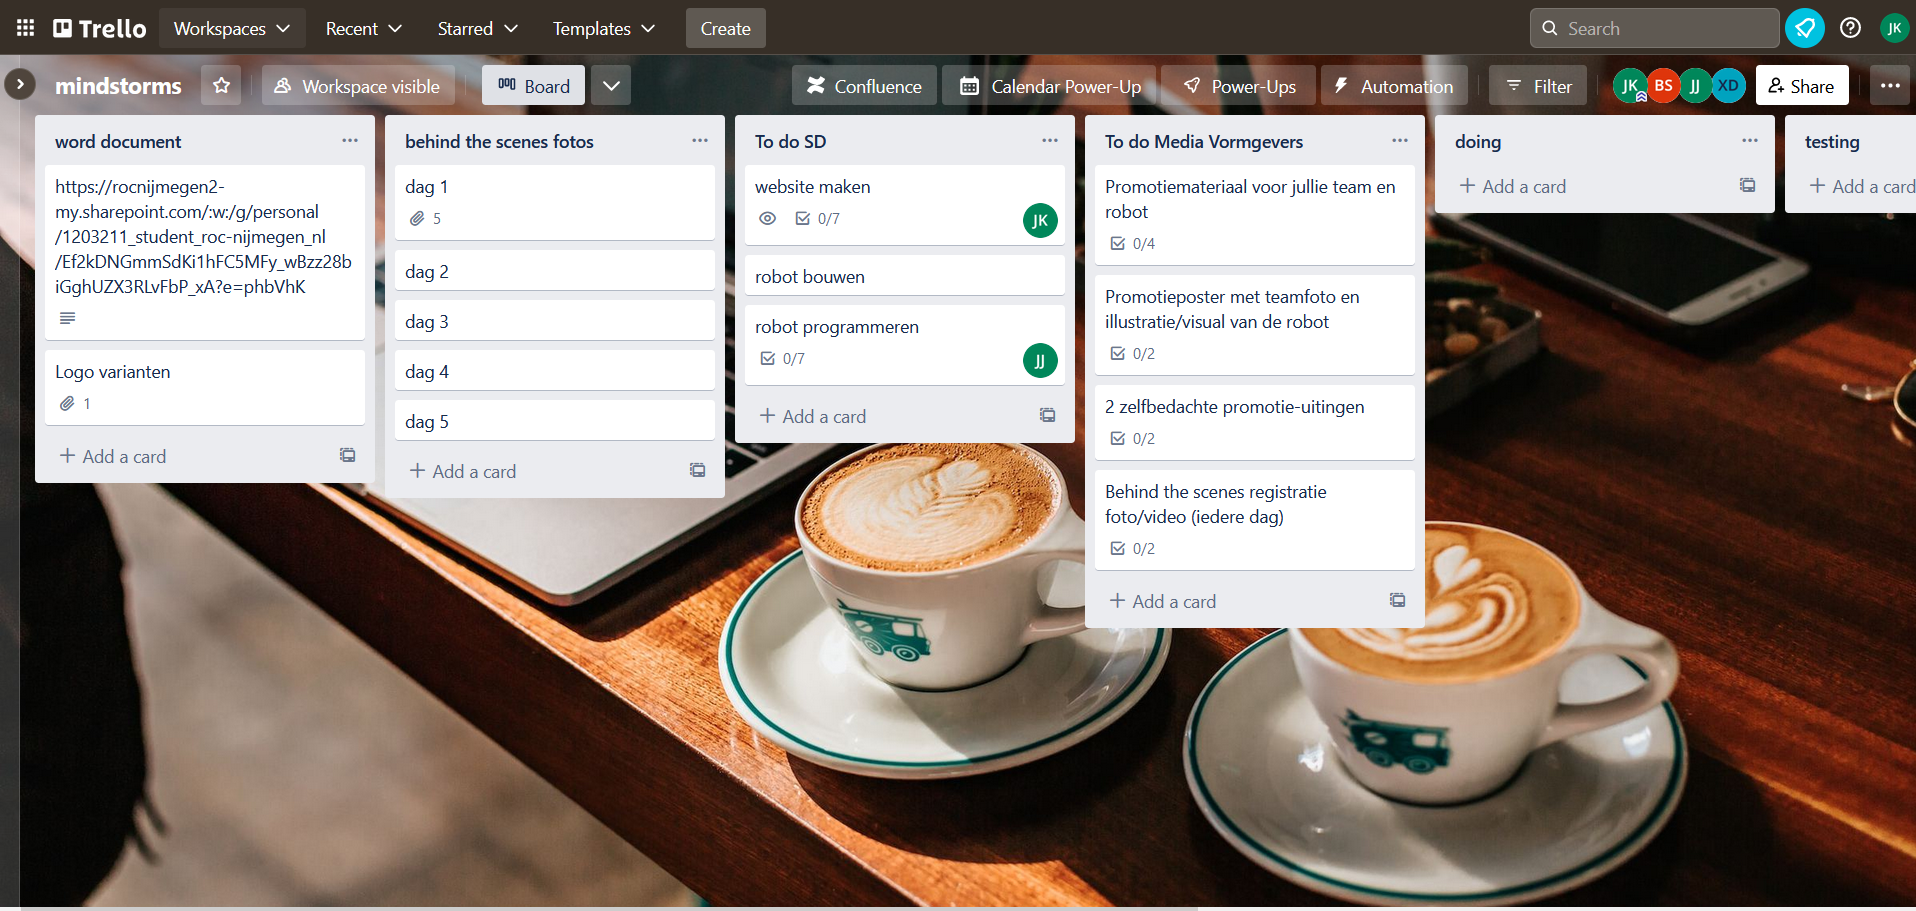 Trello
Workspaces
Recent
Starred
Templates
Create
Search
JK
mindstorms
Workspace visible
Board
Confluence
Calendar Power-Up
Power-Ups
Automation
Filter
JK
BS
JJ
XD
Share
word document
https://rocnijmegen2-
my.sharepoint.com/:w:/g/personal
/1203211_student_roc-nijmegen_nl
/Ef2kDNGmmSdKi1hFC5MFy_wBzz28b
iGghUZX3RLvFbP_xA?e=phbVhK
Logo varianten
1
Add a card
behind the scenes fotos
dag 1
5
dag 2
dag 3
dag 4
dag 5
Add a card
To do SD
website maken
0/7
JK
robot bouwen
robot programmeren
0/7
JJ
Add a card
To do Media Vormgevers
Promotiemateriaal voor jullie team en
robot
0/4
Promotieposter met teamfoto en
illustratie/visual van de robot
0/2
2 zelfbedachte promotie-uitingen
0/2
Behind the scenes registratie
foto/video (iedere dag)
0/2
Add a card
doing
Add a card
testing
Add a card